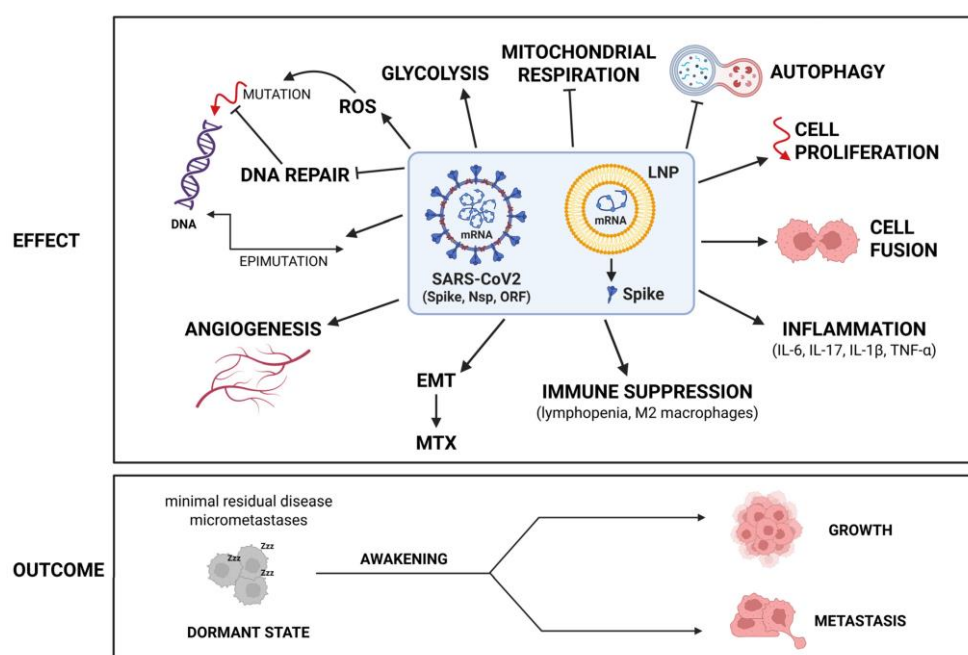 EFFECT
MUTATION
ROS
GLYCOLYSIS
MITOCHONDRIAL
RESPIRATION
AUTOPHAGY
DNA REPAIR
DNA
EPIMUTATION
mRNA
SARS-CoV2
(Spike, Nsp, ORF)
LNP
mRNA
Spike
CELL
PROLIFERATION
CELL
FUSION
INFLAMMATION
(IL-6, IL-17, IL-1β, TNF-α)
ANGIOGENESIS
EMT
MTX
IMMUNE SUPPRESSION
(lymphopenia, M2 macrophages)
OUTCOME
minimal residual disease
micrometastases
Zzz
Zzz
Zzz
DORMANT STATE
AWAKENING
GROWTH
METASTASIS